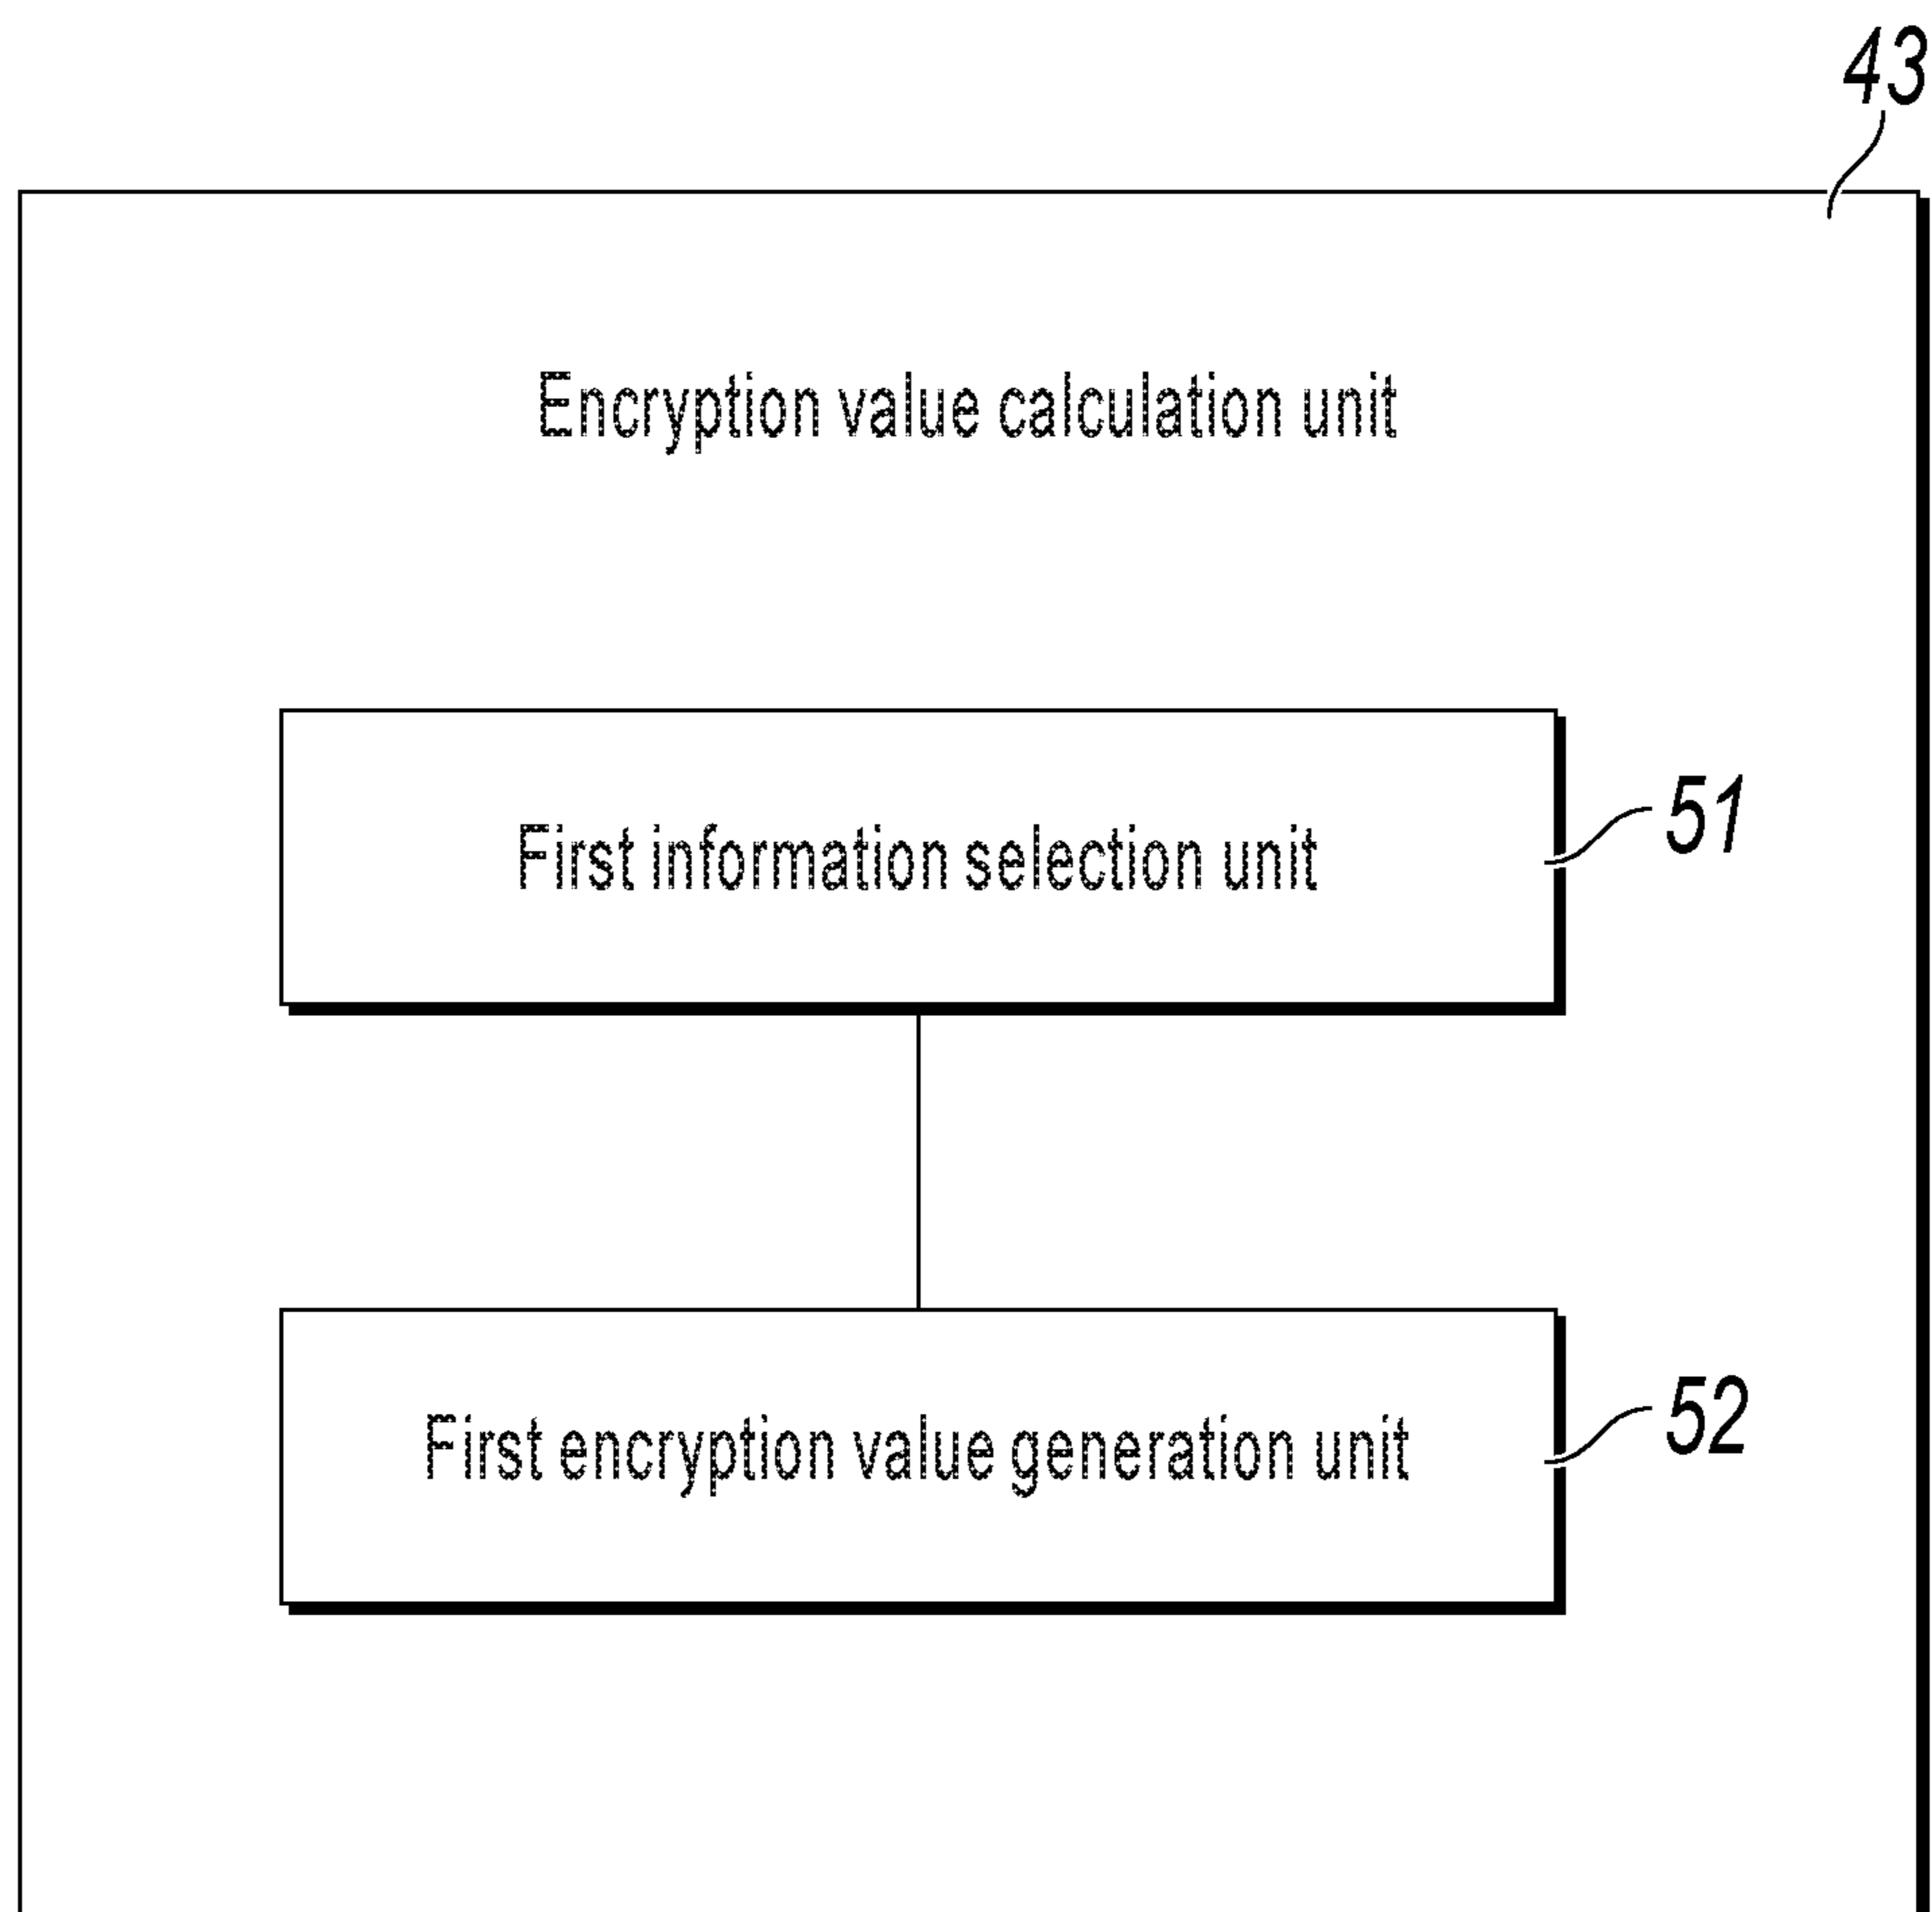 43
Encryption value calculation unit
First information selection unit
51
First encryption value generation unit
52